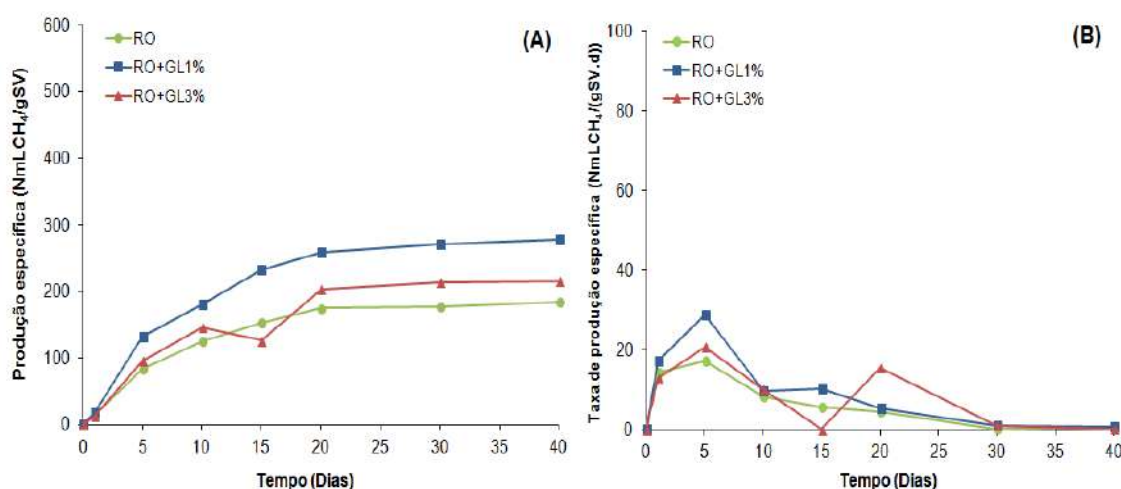 (A)
RO
RO+GL1%
RO+GL3%
Produção específica (NmLCH₄/gSV)
600
500
400
300
200
100
0
0 5 10 15 20 25 30 35 40
Tempo (Dias)
(B)
RO
RO+GL1%
RO+GL3%
Taxa de produção específica (NmLCH₄/(gSV.d))
100
80
60
40
20
0
0 5 10 15 20 25 30 35 40
Tempo (Dias)